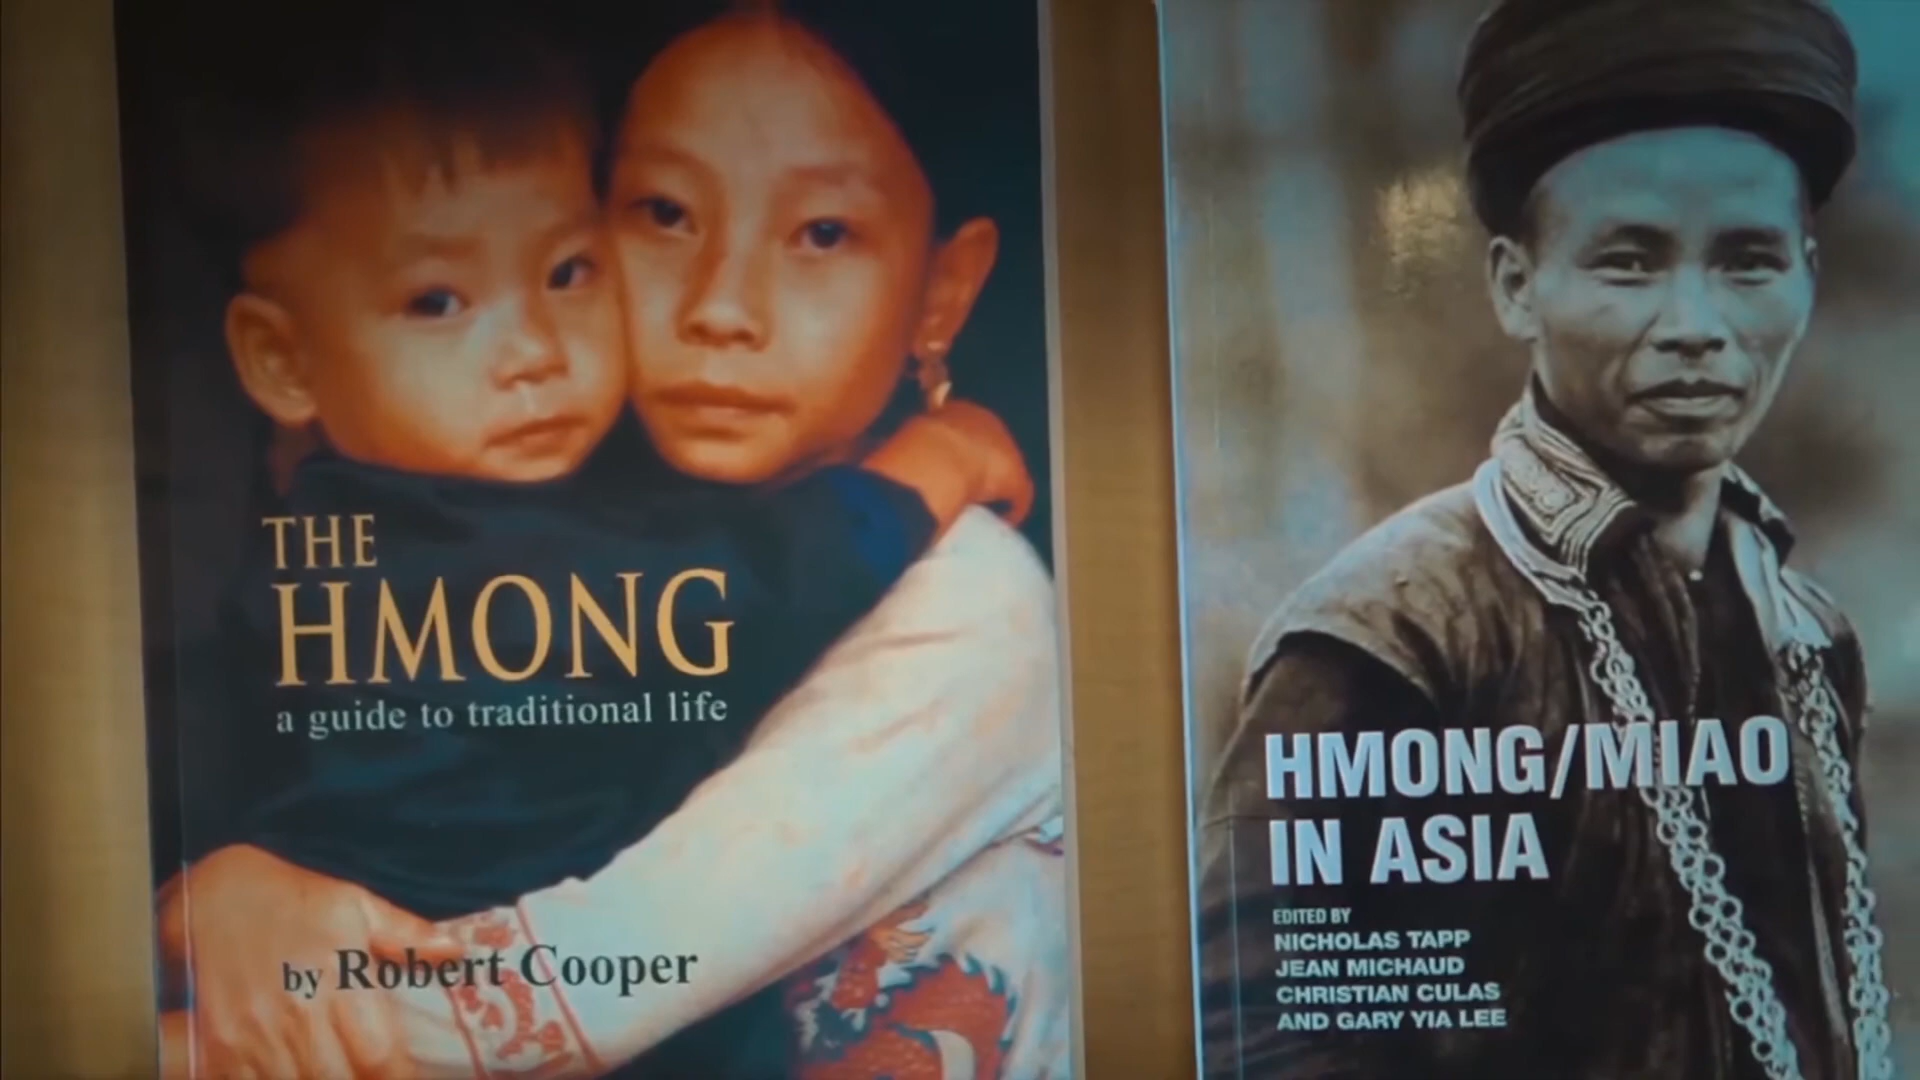 THE
HMONG
a guide to traditional life
by Robert Cooper
HMONG/MIAO
IN ASIA
EDITED BY
NICHOLAS TAPP
JEAN MICHAUD
CHRISTIAN CULAS
AND GARY YIA LEE